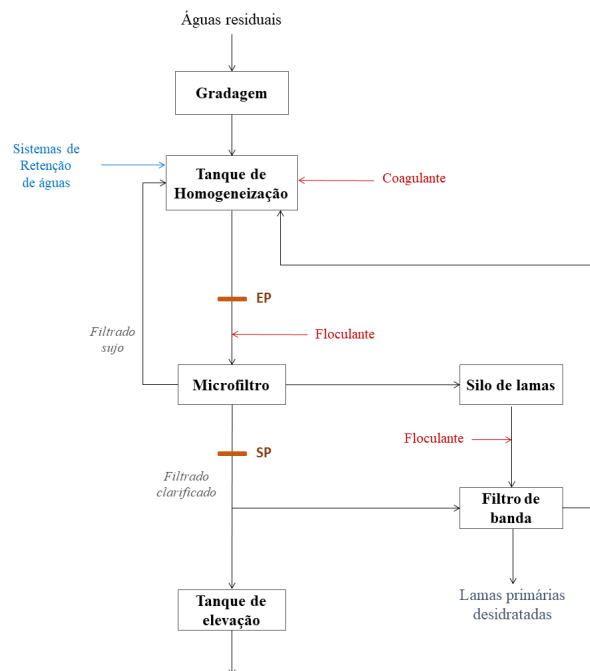 Águas residuais
Gradagem
Sistemas de
Retenção
de águas
Tanque de
Homogeneização
Coagulante
EP
Filtrado
sujo
Floculante
Microfiltro
Silo de lamas
SP
Floculante
Filtrado
clarificado
Filtro de
banda
Tanque de
elevação
Lamas primárias
desidratadas